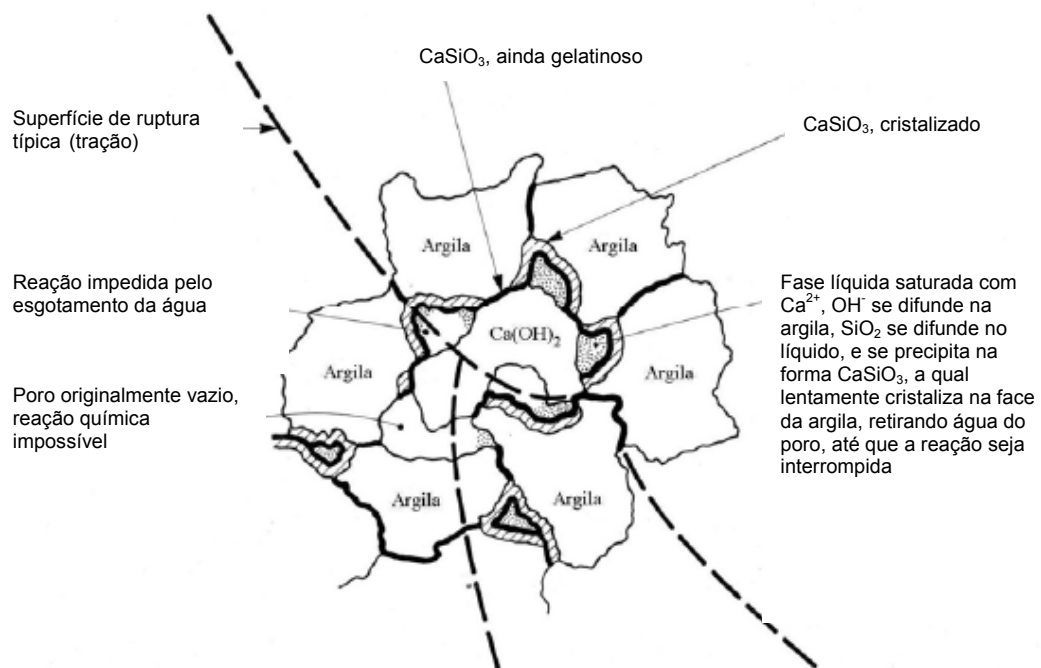 CaSiO₃, ainda gelatinoso
Superfície de ruptura
típica (tração)
CaSiO₃, cristalizado
Argila
Argila
Reação impedida pelo
esgotamento da água
Fase líquida saturada com
Ca²⁺, OH⁻ se difunde na
argila, SiO₂ se difunde no
líquido, e se precipita na
forma CaSiO₃, a qual
lentamente cristaliza na face
da argila, retirando água do
poro, até que a reação seja
interrompida
Ca(OH)₂
Argila
Argila
Poro originalmente vazio,
reação química
impossível
Argila
Argila